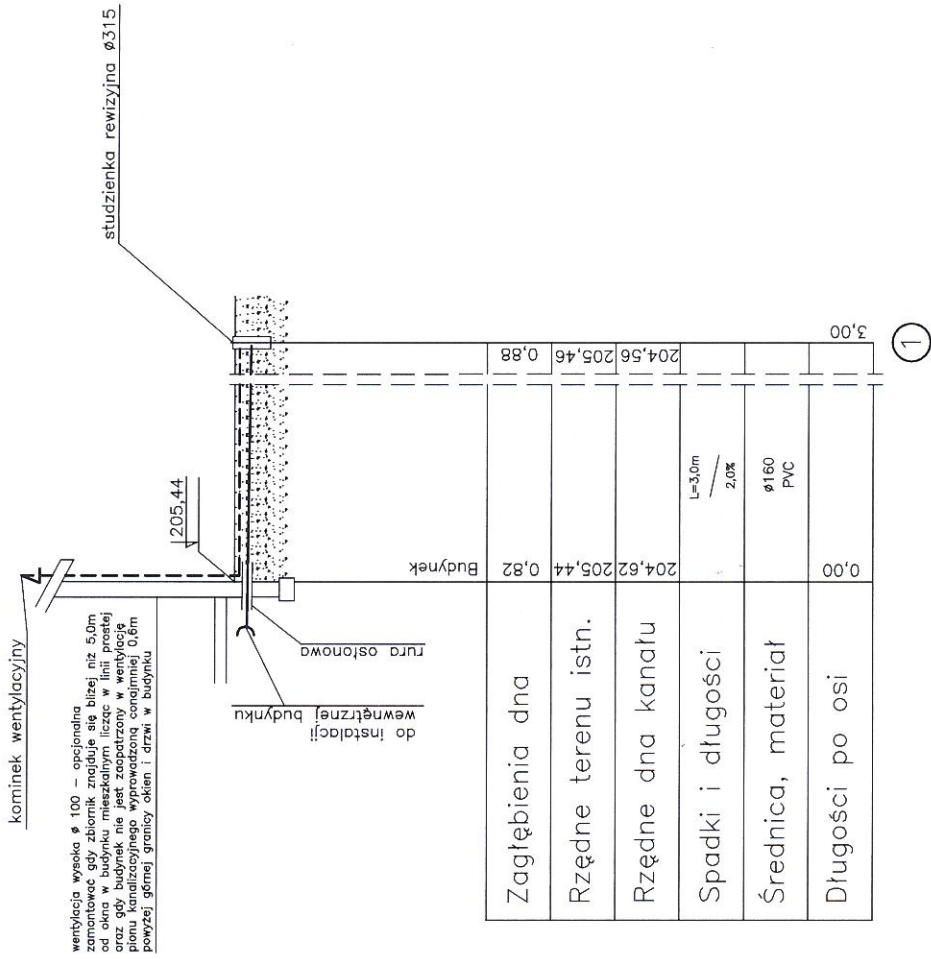 kominek wentylacyjny
wentylacja wysoka ø 100 – opcjonalna
zamontować gdy zbiornik znajduje się bliżej niż 5,0m
od okna w budynku mieszkalnym licząc w linii prostej
oraz gdy budynek nie jest zaopatrzony w wentylację
pionu kanalizacyjnego wyprowadzoną conajmniej 0,6m
powyżej górnej granicy okien i drzwi w budynku
205,44
studzienka rewizyjna ø315
do instalacji
wewnętrznej budynku
rura osłonowa
Budynek
Zagłębienia dna
0,82
0,88
Rzędne terenu istn.
205,44
205,46
Rzędne dna kanału
204,62
204,56
Spadki i długości
L=3,0m
2,0%
Średnica, materiał
ø160
PVC
Długości po osi
0,00
3,00
1